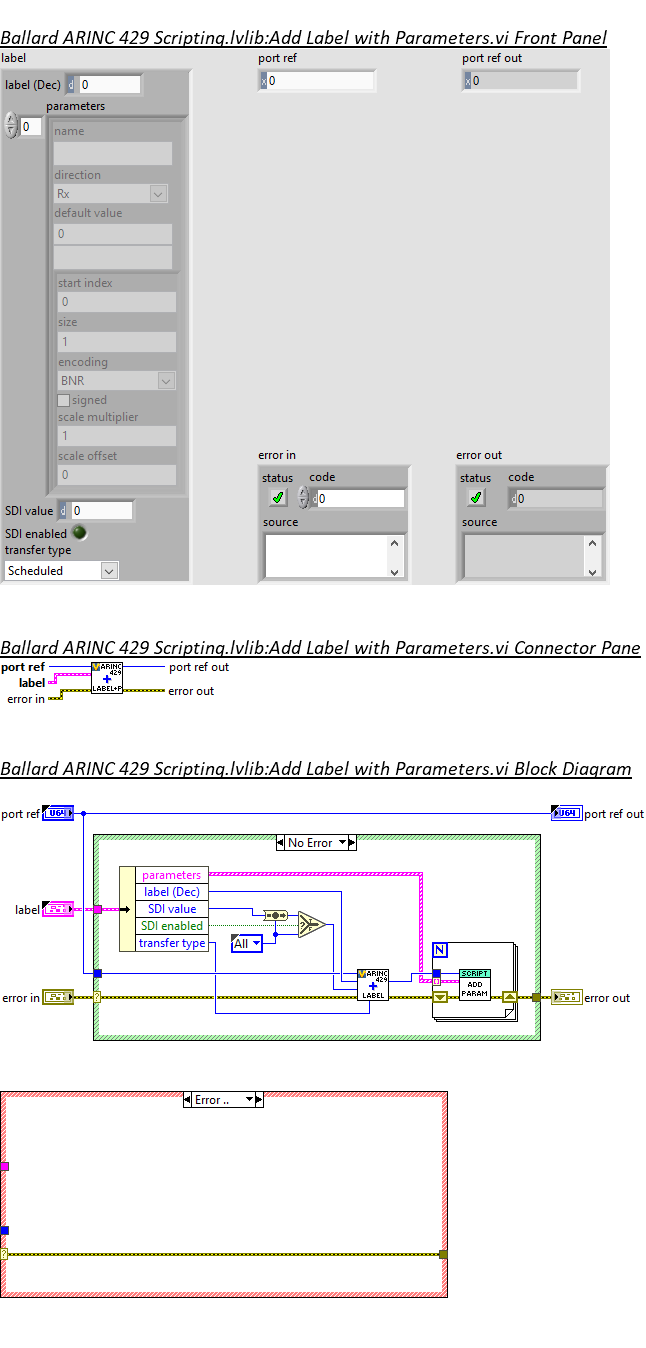 Ballard ARINC 429 Scripting.lvlib:Add Label with Parameters.vi Front Panel
label
port ref
port ref out
label (Dec)
d 0
x 0
x 0
parameters
0
name
direction
Rx
default value
0
start index
0
size
1
encoding
BNR
signed
scale multiplier
1
scale offset
0
SDI value
d 0
SDI enabled
transfer type
Scheduled
error in
status
code
d 0
source
error out
status
code
d 0
source
Ballard ARINC 429 Scripting.lvlib:Add Label with Parameters.vi Connector Pane
port ref
label
error in
V ARINC
429
LABEL+P
port ref out
error out
Ballard ARINC 429 Scripting.lvlib:Add Label with Parameters.vi Block Diagram
port ref
U64
U64
port ref out
No Error
parameters
label (Dec)
SDI value
SDI enabled
transfer type
label
All
? T F
N
V ARINC
429
LABEL
SCRIPT
ADD
PARAM
error in
?
error out
Error ..
?